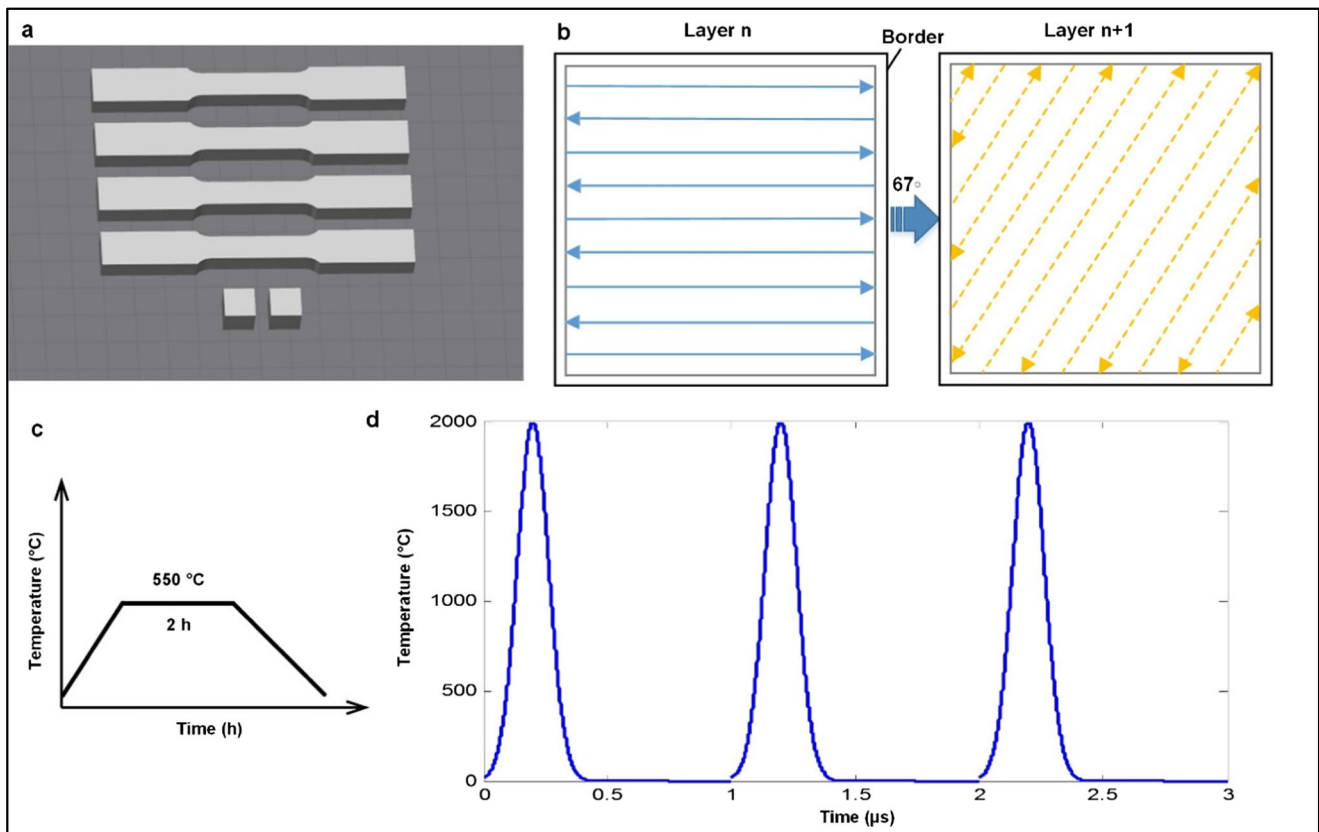 a
b
Layer n
Border
Layer n+1
67°
c
Temperature (°C)
550 °C
2 h
Time (h)
d
Temperature (°C)
2000
1500
1000
500
0
0
0.5
1
1.5
2
2.5
3
Time (µs)